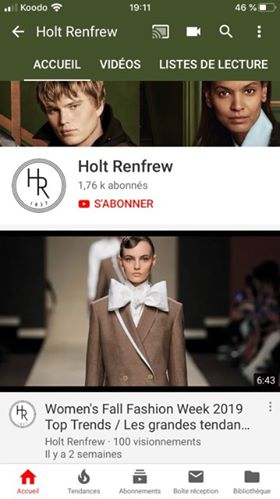 Koodo
19:11
46 %
Holt Renfrew
ACCUEIL
VIDÉOS
LISTES DE LECTURE
HR
1837
Holt Renfrew
1,76 k abonnés
S'ABONNER
6:43
HR
Women's Fall Fashion Week 2019
Top Trends / Les grandes tendan...
Holt Renfrew · 100 visionnements
Il y a 2 semaines
Accueil
Tendances
Abonnements
Boîte réception
Bibliothèque